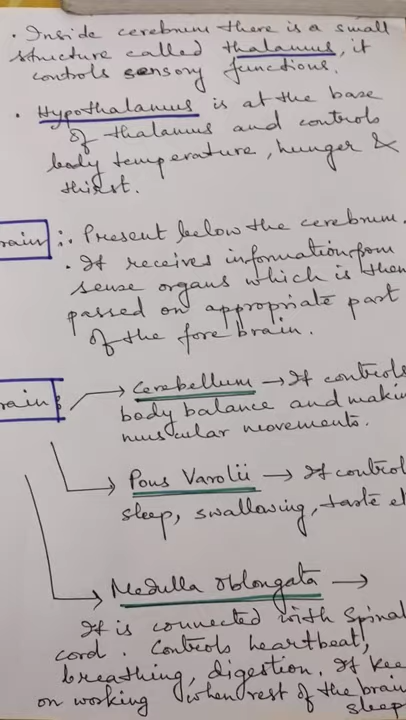 • Inside cerebrum there is a small
structure called thalamus, it
controls sensory functions.
• Hypothalamus is at the base
of thalamus and controls
body temperature, hunger &
thirst.
rain :• Present below the cerebrum.
• It receives information from
sense organs which is then
passed on appropriate part
of the fore brain.
rain: → Cerebellum → It controls
body balance and makin
muscular movements.
→ Pons Varolii → It control
sleep, swallowing, taste et
→ Medulla oblongata →
It is connected with spinal
cord. Controls heartbeat,
breathing, digestion. It kee
on working when rest of the brain
sleep